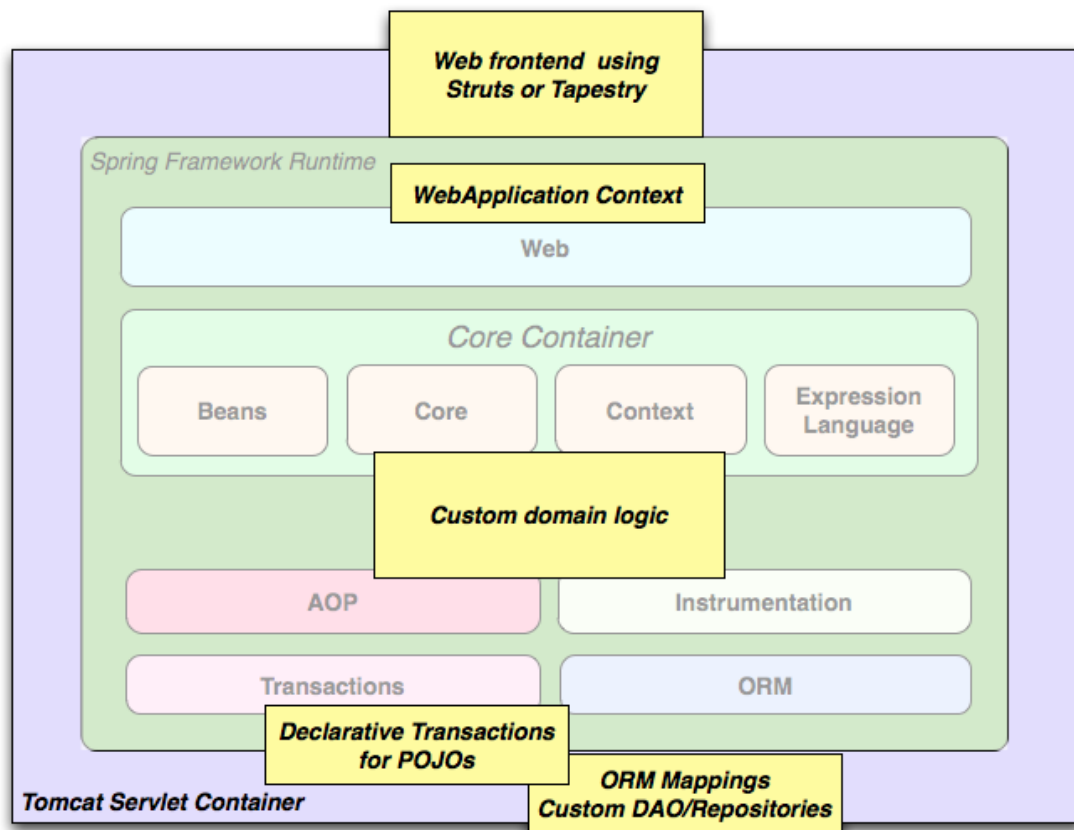 Web frontend using
Struts or Tapestry
Spring Framework Runtime
WebApplication Context
Web
Core Container
Beans
Core
Context
Expression
Language
Custom domain logic
AOP
Instrumentation
Transactions
ORM
Declarative Transactions
for POJOs
ORM Mappings
Custom DAO/Repositories
Tomcat Servlet Container